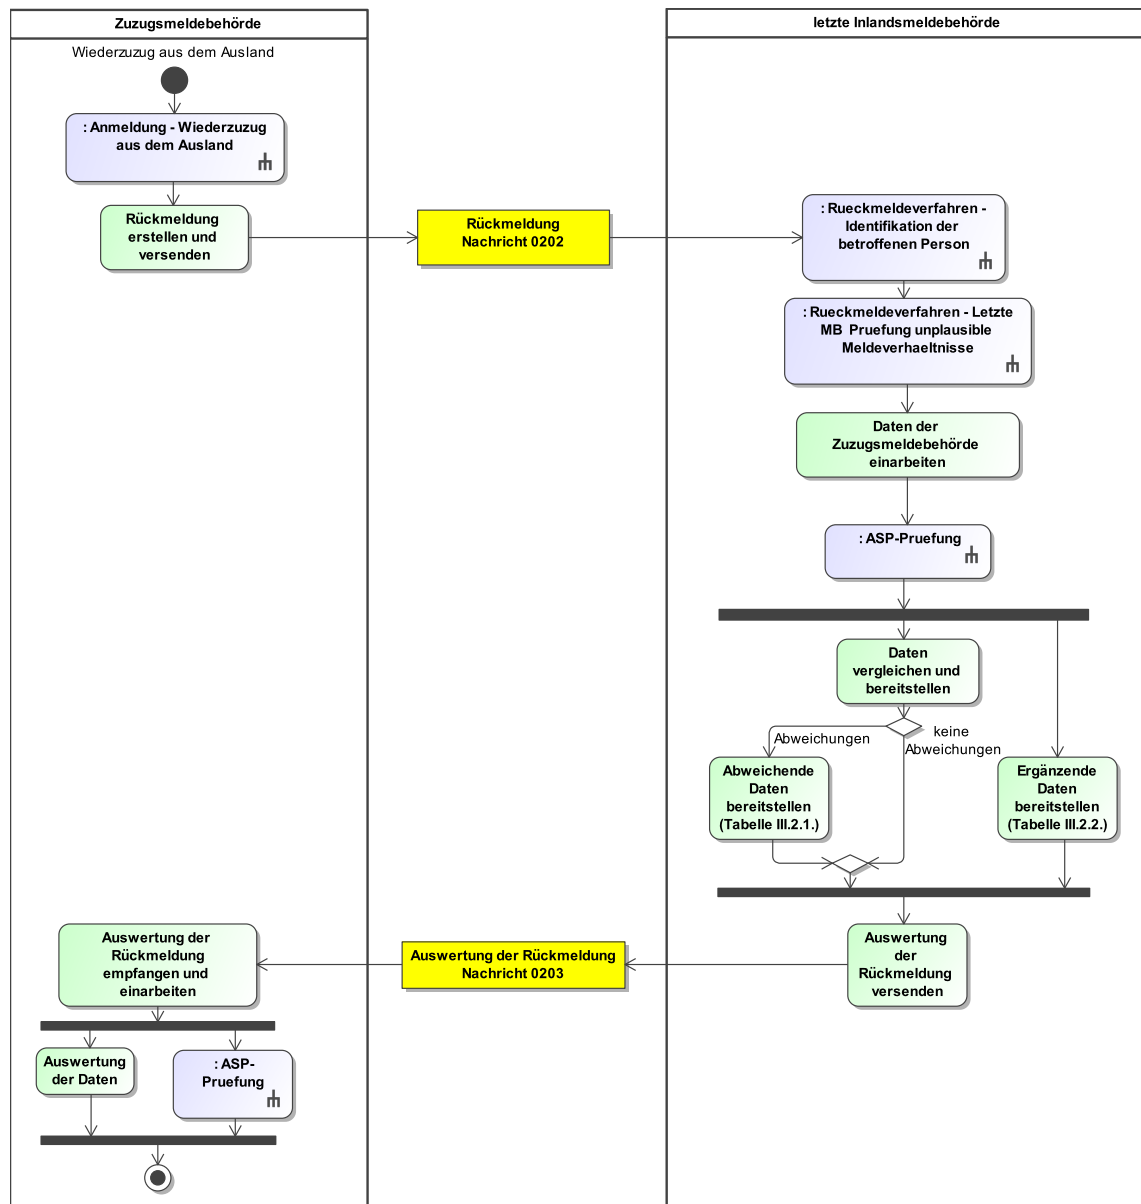 Zuzugsmeldebehörde
letzte Inlandsmeldebehörde
Wiederzuzug aus dem Ausland
: Anmeldung - Wiederzuzug
aus dem Ausland
Rückmeldung
erstellen und
versenden
Rückmeldung
Nachricht 0202
: Rueckmeldeverfahren -
Identifikation der
betroffenen Person
: Rueckmeldeverfahren - Letzte
MB Pruefung unplausible
Meldeverhaeltnisse
Daten der
Zuzugsmeldebehörde
einarbeiten
: ASP-Pruefung
Daten
vergleichen und
bereitstellen
Abweichungen
keine
Abweichungen
Abweichende
Daten
bereitstellen
(Tabelle III.2.1.)
Ergänzende
Daten
bereitstellen
(Tabelle III.2.2.)
Auswertung
der
Rückmeldung
versenden
Auswertung der Rückmeldung
Nachricht 0203
Auswertung der
Rückmeldung
empfangen und
einarbeiten
Auswertung
der Daten
: ASP-
Pruefung